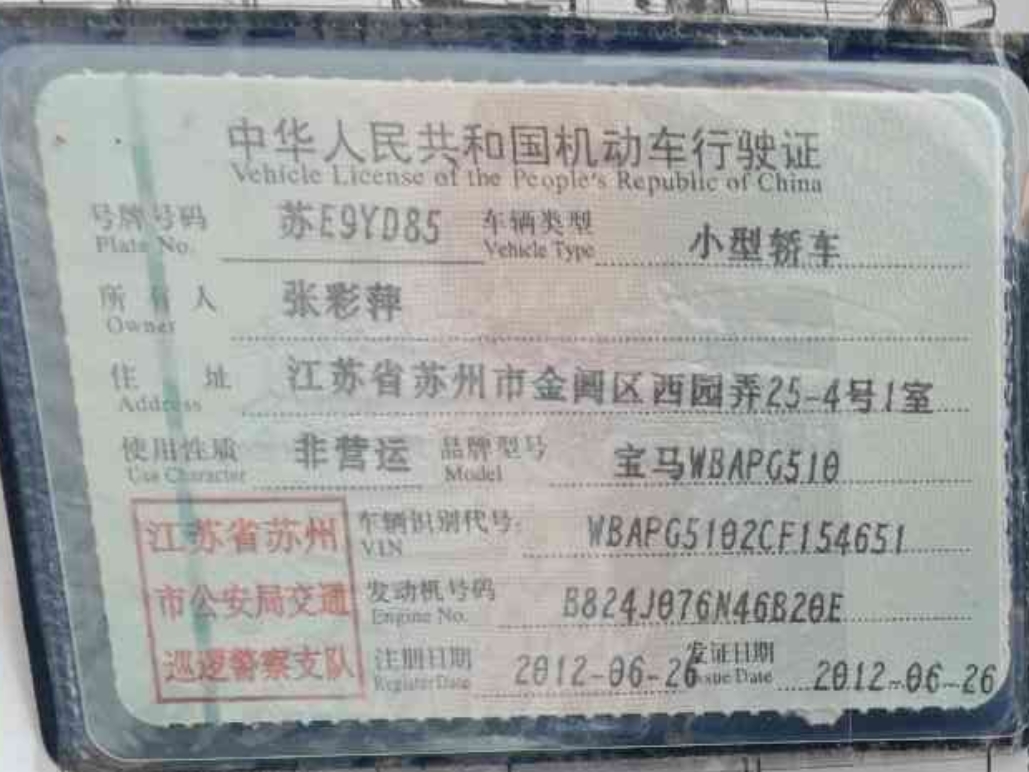 中华人民共和国机动车行驶证
Vehicle License of the People's Republic of China
号牌号码 苏E9YD85 车辆类型 小型轿车
Plate No. Vehicle Type
所有人 张彩萍
Owner
住址 江苏省苏州市金阊区西园弄25-4号1室
Address
使用性质 非营运 品牌型号 宝马WBAPG510
Use Character Model
江苏省苏州 车辆识别代号 WBAPG5102CF154651
VIN
市公安局交通 发动机号码 B824J076N46B20E
Engine No.
巡逻警察支队 注册日期 2012-06-26 发证日期 2012-06-26
Register Date Issue Date